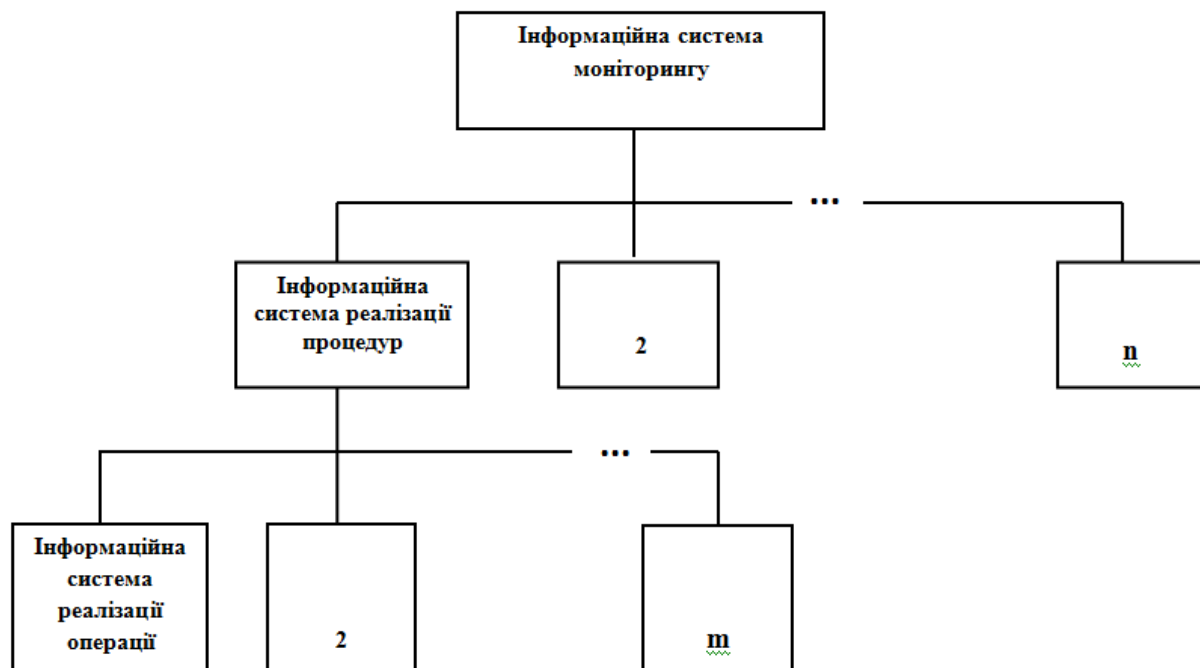 Інформаційна система
моніторингу
...
Інформаційна
система реалізації
процедур
2
n
...
Інформаційна
система
реалізації
операції
2
m